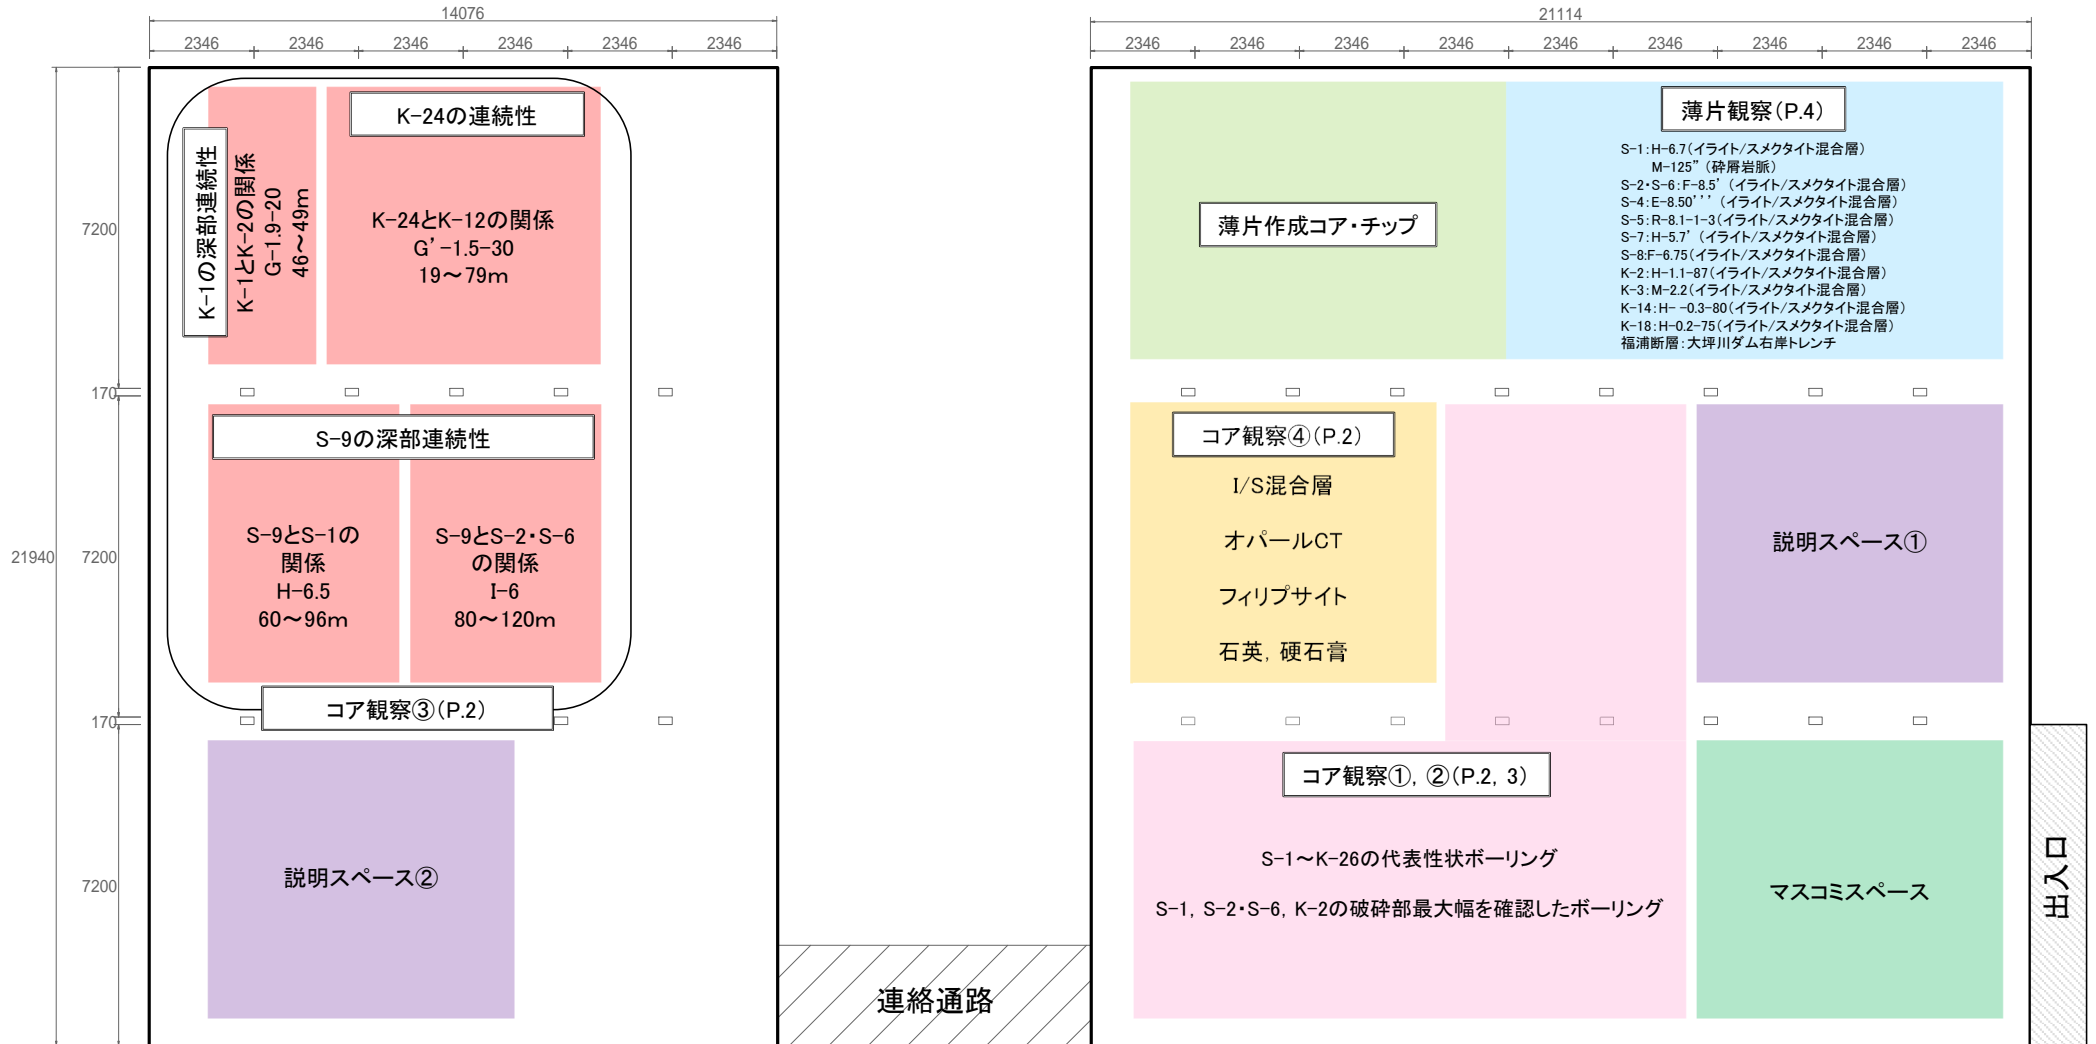 14076
2346 2346 2346 2346 2346 2346
21114
2346 2346 2346 2346 2346 2346 2346 2346 2346
21940
7200
170
7200
170
7200
K-1の深部連続性
K-1とK-2の関係
G-1.9-20
46～49m
K-24の連続性
K-24とK-12の関係
G’-1.5-30
19～79m
S-9の深部連続性
S-9とS-1の
関係
H-6.5
60～96m
S-9とS-2・S-6
の関係
I-6
80～120m
コア観察③(P.2)
説明スペース②
連絡通路
薄片作成コア・チップ
薄片観察(P.4)
S-1:H-6.7(イライト/スメクタイト混合層)
M-125”(砕屑岩脈)
S-2・S-6:F-8.5’(イライト/スメクタイト混合層)
S-4:E-8.50’’’(イライト/スメクタイト混合層)
S-5:R-8.1-1-3(イライト/スメクタイト混合層)
S-7:H-5.7’(イライト/スメクタイト混合層)
S-8:F-6.75(イライト/スメクタイト混合層)
K-2:H-1.1-87(イライト/スメクタイト混合層)
K-3:M-2.2(イライト/スメクタイト混合層)
K-14:H--0.3-80(イライト/スメクタイト混合層)
K-18:H-0.2-75(イライト/スメクタイト混合層)
福浦断層:大坪川ダム右岸トレンチ
コア観察④(P.2)
I/S混合層
オパールCT
フィリプサイト
石英, 硬石膏
説明スペース①
コア観察①, ②(P.2, 3)
S-1～K-26の代表性状ボーリング
S-1, S-2・S-6, K-2の破砕部最大幅を確認したボーリング
マスコミスペース
出入口